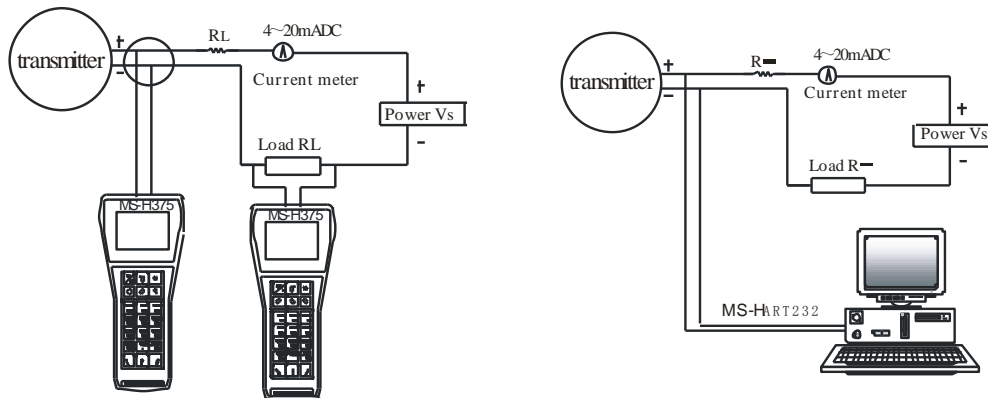 transmitter
+
-
RL
4~20mADC
Current meter
+
Power Vs
-
Load RL
MS-H375
MS-H375
transmitter
+
-
R
4~20mADC
Current meter
+
Power Vs
-
Load R
MS-HART232